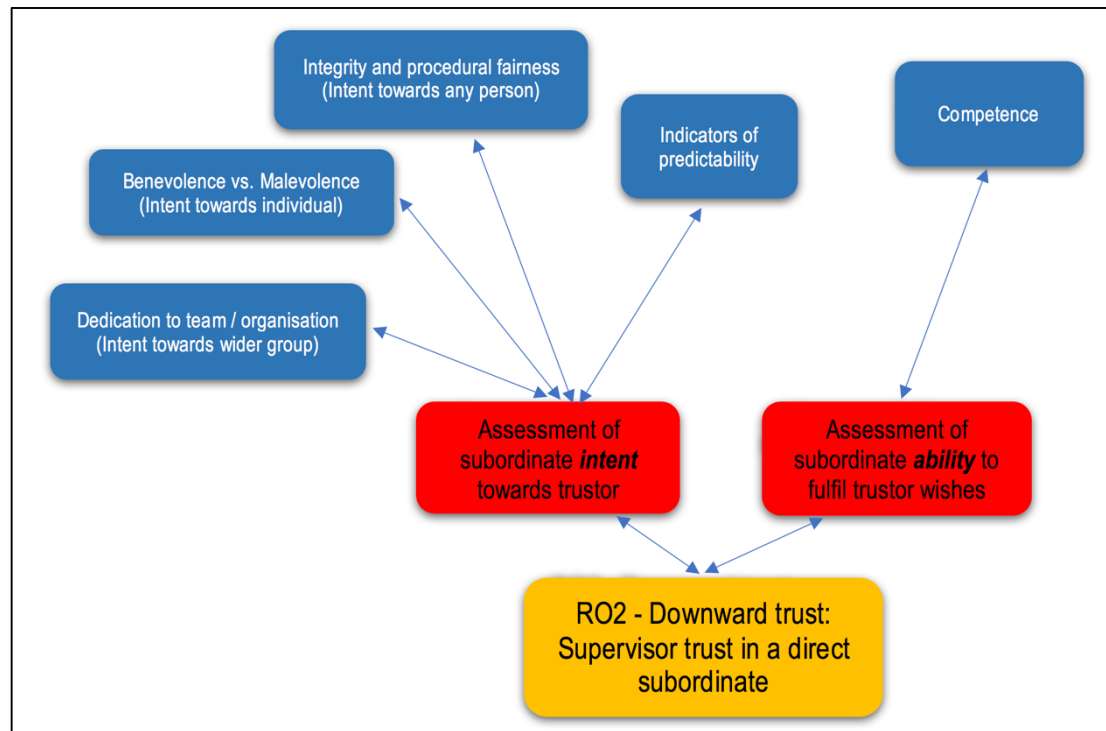 Integrity and procedural fairness
(Intent towards any person)
Competence
Indicators of
predictability
Benevolence vs. Malevolence
(Intent towards individual)
Dedication to team / organisation
(Intent towards wider group)
Assessment of
subordinate intent
towards trustor
Assessment of
subordinate ability to
fulfil trustor wishes
RO2 - Downward trust:
Supervisor trust in a direct
subordinate